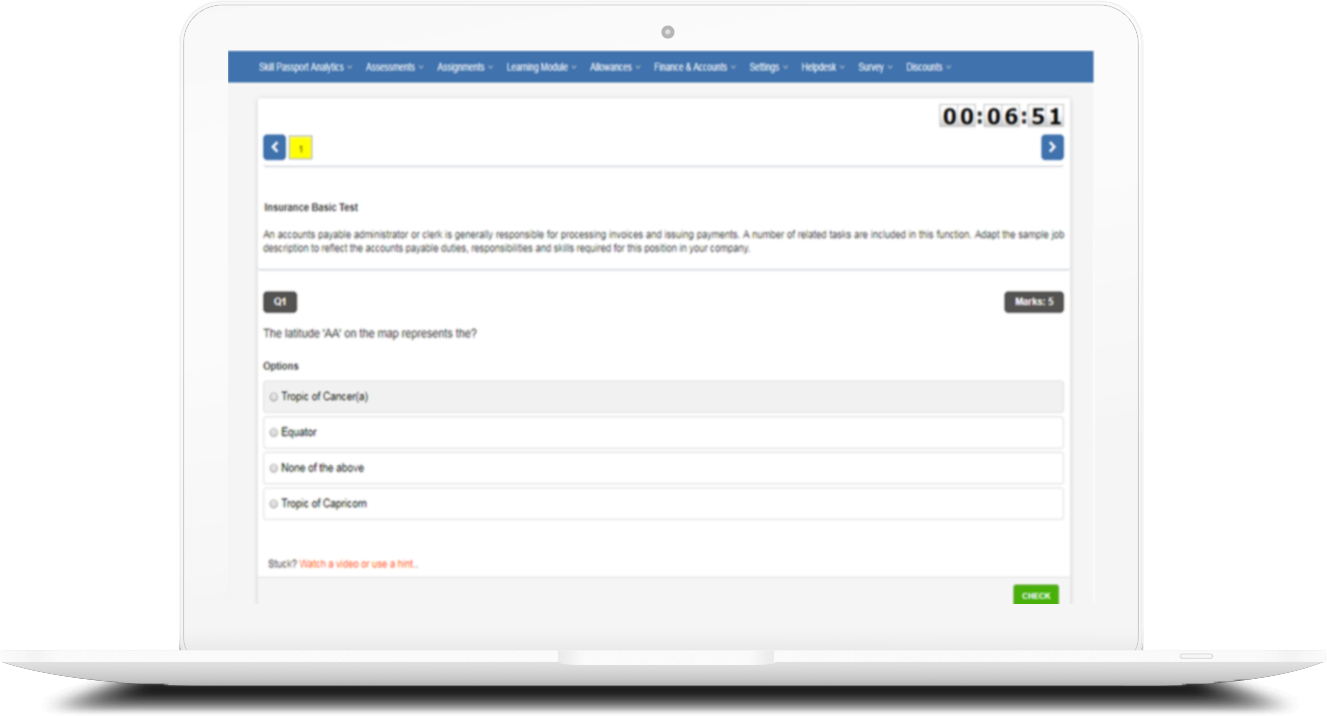 Skill Passport Analytics Assessments Assignments Learning Module Allowances Finance & Accounts Settings Helpdesk Survey Discounts
00:06:51
1
Insurance Basic Test
An accounts payable administrator or clerk is generally responsible for processing invoices and issuing payments. A number of related tasks are included in this function. Adapt the sample job
description to reflect the accounts payable duties, responsibilities and skills required for this position in your company.
Q1 Marks: 5
The latitude 'AA' on the map represents the?
Options
Tropic of Cancer(a)
Equator
None of the above
Tropic of Capricorn
Stuck? Watch a video or use a hint..
CHECK